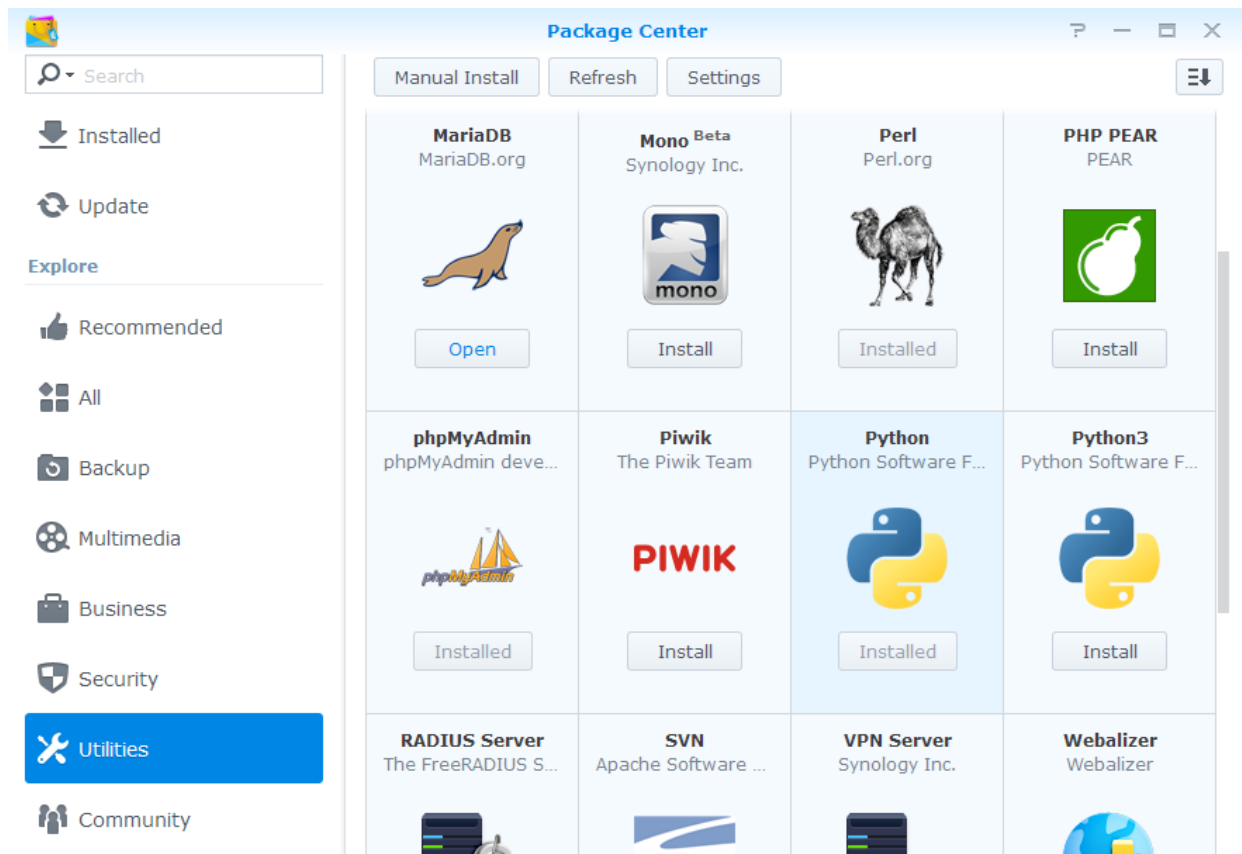 Package Center
Search
Manual Install
Refresh
Settings
Installed
Update
Explore
Recommended
All
Backup
Multimedia
Business
Security
Utilities
Community
MariaDB
MariaDB.org
Open
Mono Beta
Synology Inc.
mono
Install
Perl
Perl.org
Installed
PHP PEAR
PEAR
Install
phpMyAdmin
phpMyAdmin deve...
phpMyAdmin
Installed
Piwik
The Piwik Team
PIWIK
Install
Python
Python Software F...
Installed
Python3
Python Software F...
Install
RADIUS Server
The FreeRADIUS S...
SVN
Apache Software ...
VPN Server
Synology Inc.
Webalizer
Webalizer